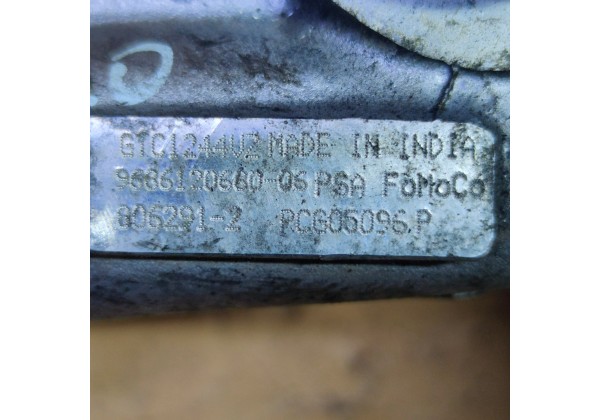 GTC1244VZ MADE IN INDIA
9686120680-06 PSA FoMoCo
806291-2 PCG05096.P